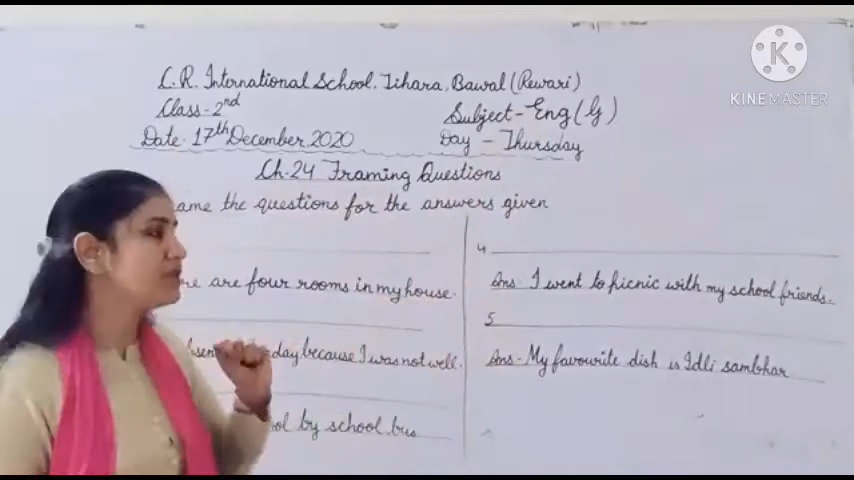 L.R. International School, Jihara, Bawal (Rewari)
Class - 2nd
Subject - Eng (G)
Date - 17th December, 2020
Day - Thursday
Ch. 24 Framing Questions
ame the questions for the answers given
re are four rooms in my house.
day because I was not well.
ol by school bus
4
Ans - I went to picnic with my school friends.
5
Ans - My favourite dish is Idli sambhar
KINEMASTER